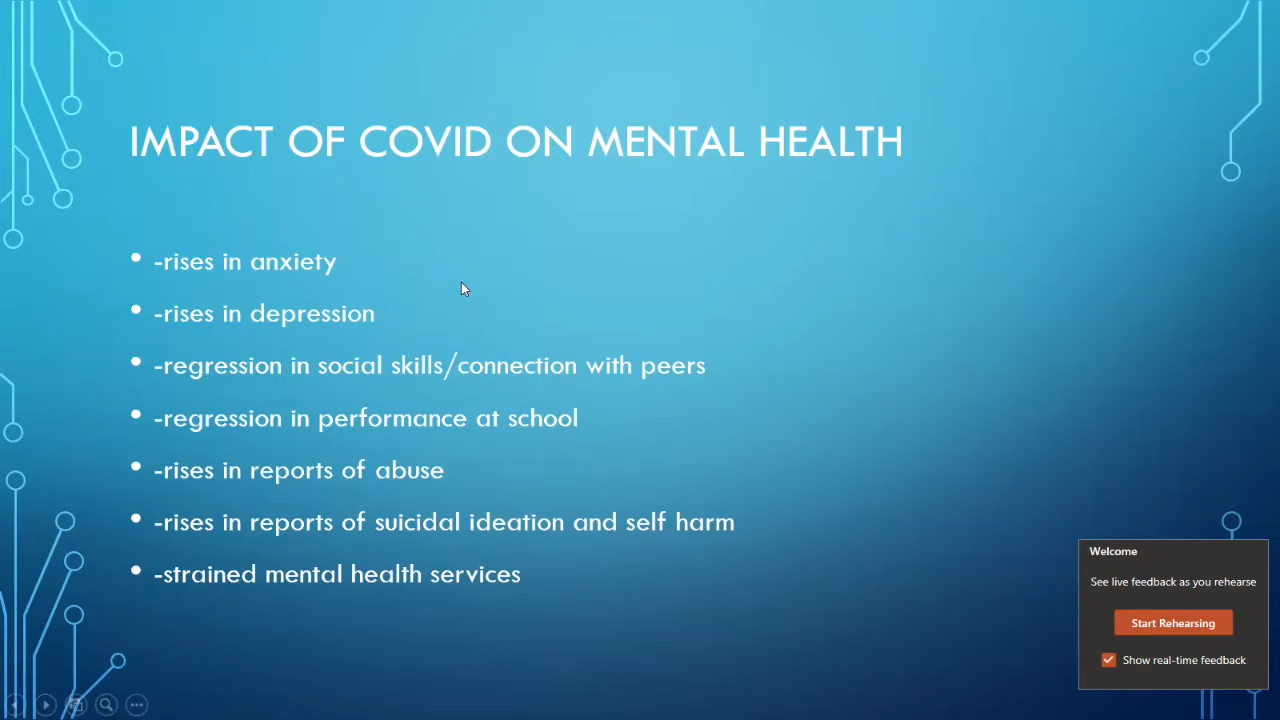 IMPACT OF COVID ON MENTAL HEALTH
• -rises in anxiety
• -rises in depression
• -regression in social skills/connection with peers
• -regression in performance at school
• -rises in reports of abuse
• -rises in reports of suicidal ideation and self harm
• -strained mental health services
Welcome
See live feedback as you rehearse
Start Rehearsing
Show real-time feedback